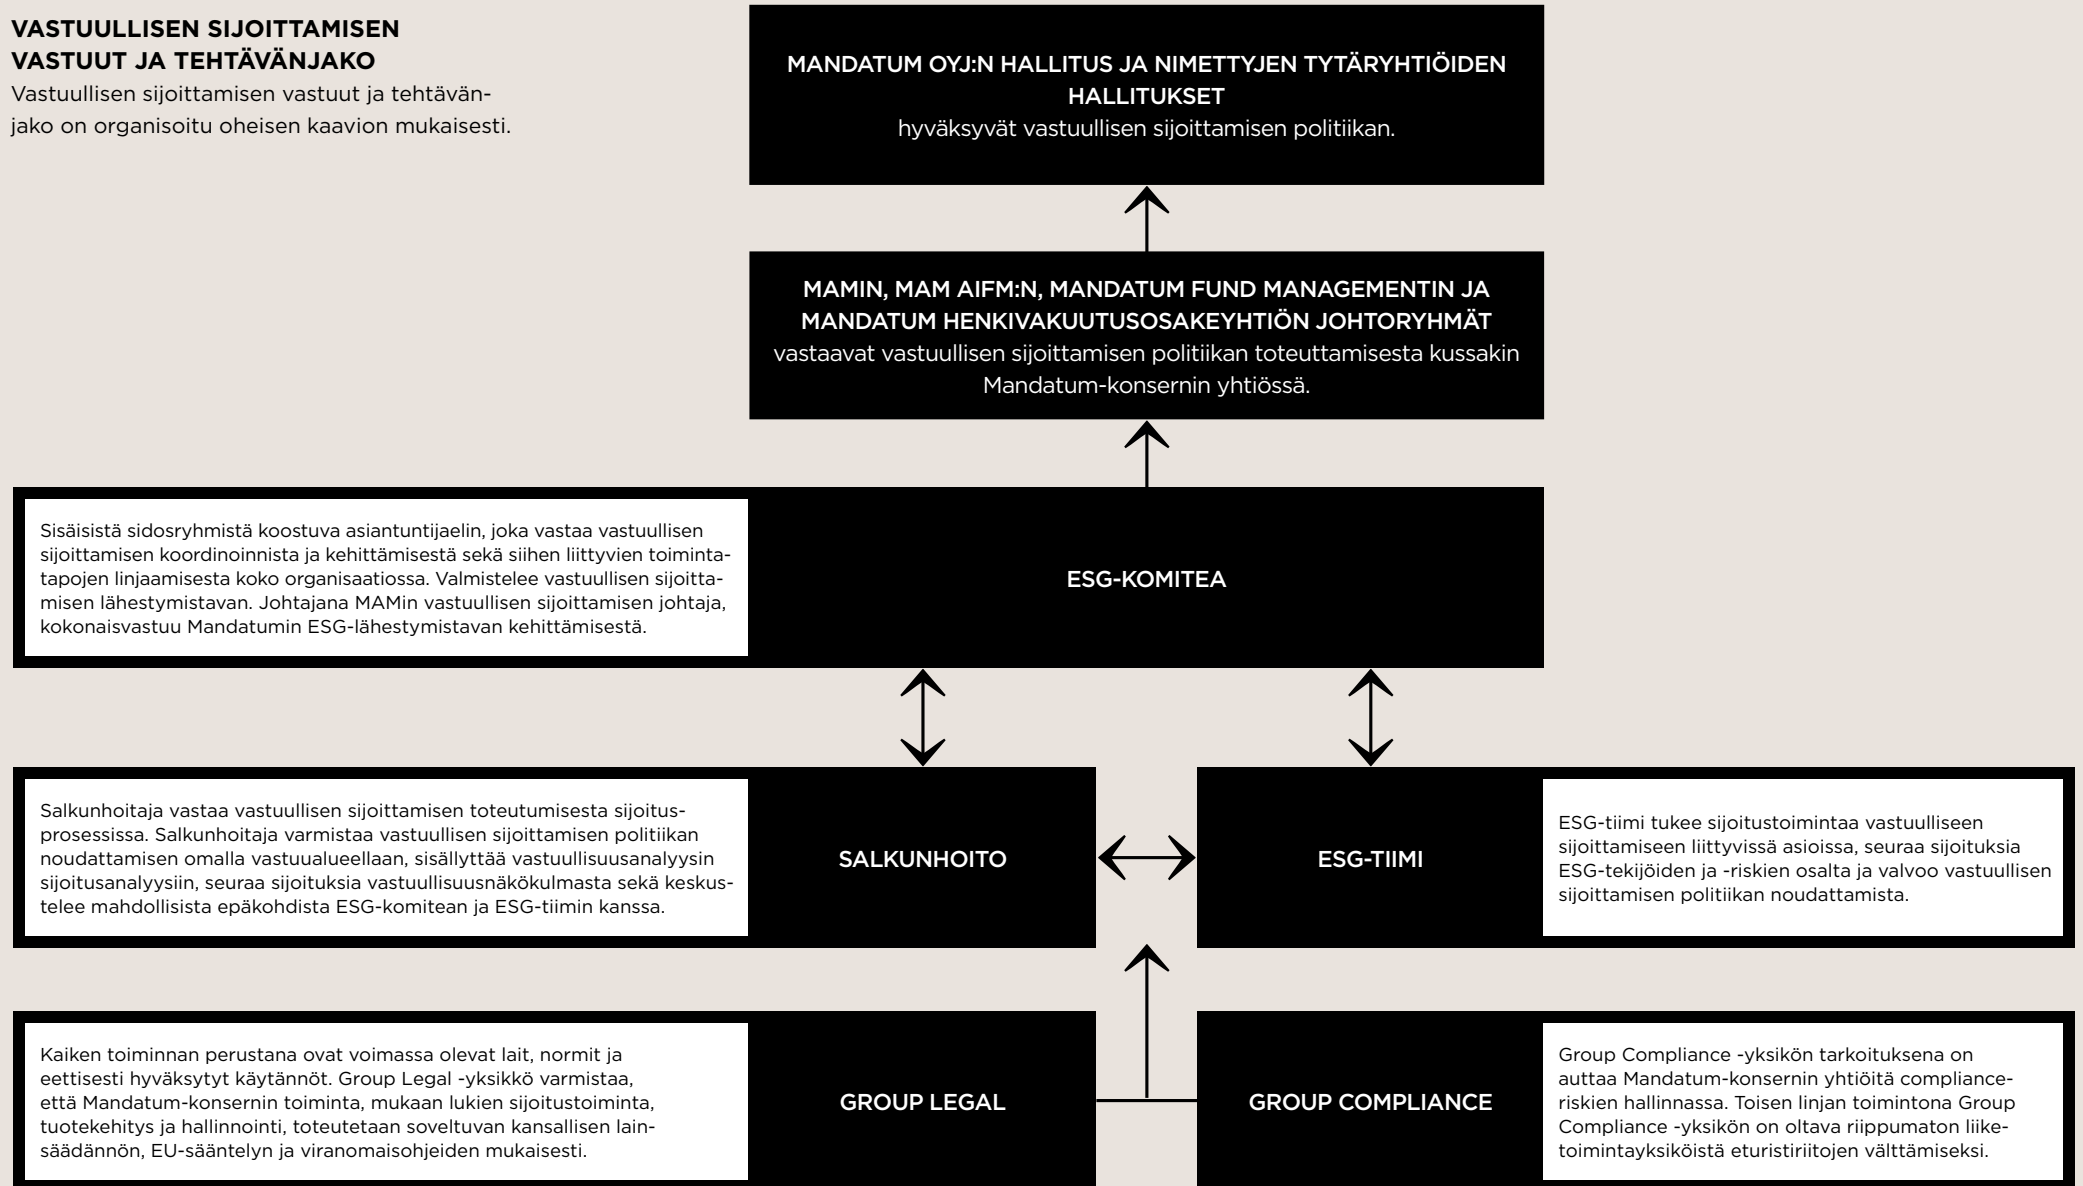 VASTUULLISEN SIJOITTAMISEN
VASTUUT JA TEHTÄVÄNJAKO
Vastuullisen sijoittamisen vastuut ja tehtävän-
jako on organisoitu oheisen kaavion mukaisesti.
MANDATUM OYJ:N HALLITUS JA NIMETTYJEN TYTÄRYHTIÖIDEN
HALLITUKSET
hyväksyvät vastuullisen sijoittamisen politiikan.
MAMIN, MAM AIFM:N, MANDATUM FUND MANAGEMENTIN JA
MANDATUM HENKIVAKUUTUSOSAKEYHTIÖN JOHTORYHMÄT
vastaavat vastuullisen sijoittamisen politiikan toteuttamisesta kussakin
Mandatum-konsernin yhtiössä.
Sisäisistä sidosryhmistä koostuva asiantuntijaelin, joka vastaa vastuullisen
sijoittamisen koordinoinnista ja kehittämisestä sekä siihen liittyvien toiminta-
tapojen linjaamisesta koko organisaatiossa. Valmistelee vastuullisen sijoitta-
misen lähestymistavan. Johtajana MAMin vastuullisen sijoittamisen johtaja,
kokonaisvastuu Mandatumin ESG-lähestymistavan kehittämisestä.
ESG-KOMITEA
Salkunhoitaja vastaa vastuullisen sijoittamisen toteutumisesta sijoitus-
prosessissa. Salkunhoitaja varmistaa vastuullisen sijoittamisen politiikan
noudattamisen omalla vastuualueellaan, sisällyttää vastuullisuusanalyysin
sijoitusanalyysiin, seuraa sijoituksia vastuullisuusnäkökulmasta sekä keskus-
telee mahdollisista epäkohdista ESG-komitean ja ESG-tiimin kanssa.
SALKUNHOITO
ESG-TIIMI
ESG-tiimi tukee sijoitustoimintaa vastuulliseen
sijoittamiseen liittyvissä asioissa, seuraa sijoituksia
ESG-tekijöiden ja -riskien osalta ja valvoo vastuullisen
sijoittamisen politiikan noudattamista.
Kaiken toiminnan perustana ovat voimassa olevat lait, normit ja
eettisesti hyväksytyt käytännöt. Group Legal -yksikkö varmistaa,
että Mandatum-konsernin toiminta, mukaan lukien sijoitustoiminta,
tuotekehitys ja hallinnointi, toteutetaan soveltuvan kansallisen lain-
säädännön, EU-sääntelyn ja viranomaisohjeiden mukaisesti.
GROUP LEGAL
GROUP COMPLIANCE
Group Compliance -yksikön tarkoituksena on
auttaa Mandatum-konsernin yhtiöitä compliance-
riskien hallinnassa. Toisen linjan toimintona Group
Compliance -yksikön on oltava riippumaton liike-
toimintayksiköistä eturistiriitojen välttämiseksi.